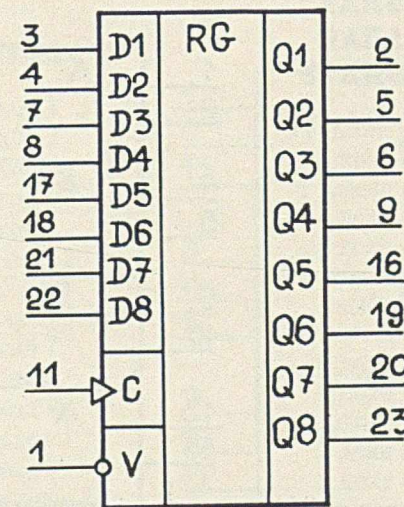 3 D1 RG Q1 2
4 D2
7 D3 Q2 5
8 D4 Q3 6
17 D5 Q4 9
18 D6
21 D7 Q5 16
22 D8 Q6 19
11 C Q7 20
1 V Q8 23